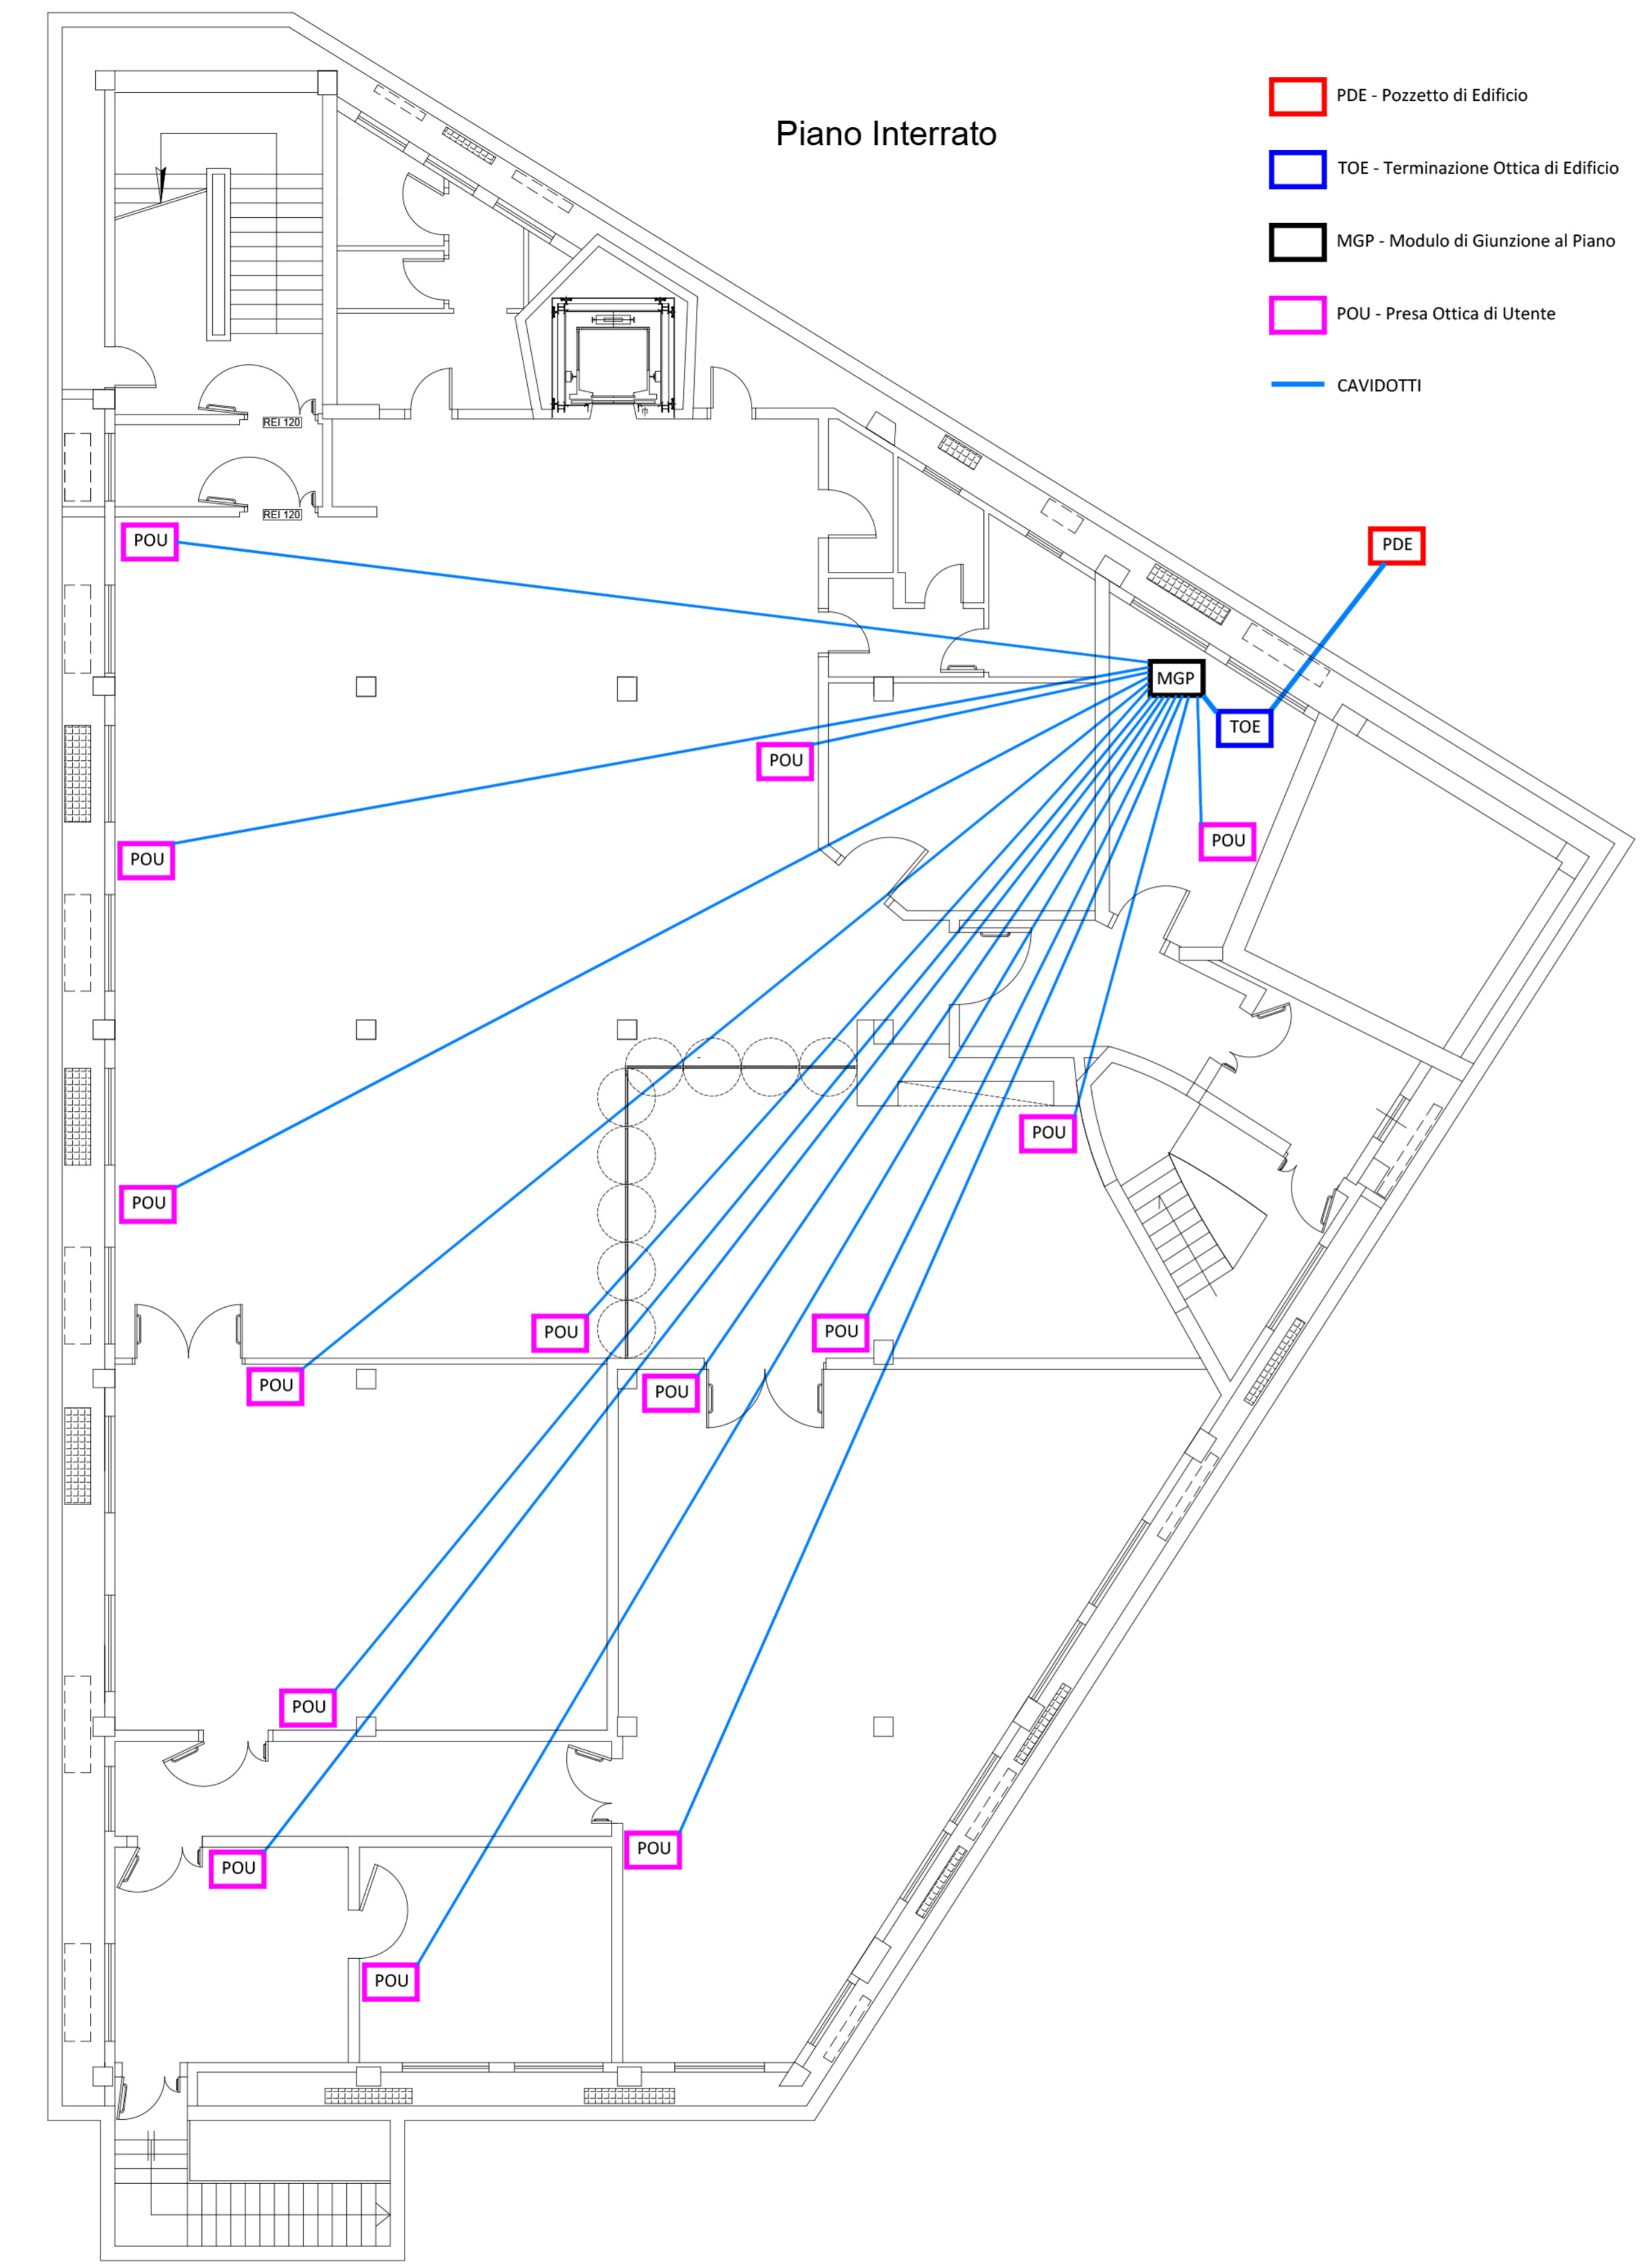 Piano Interrato
PDE - Pozzetto di Edificio
TOE - Terminazione Ottica di Edificio
MGP - Modulo di Giunzione al Piano
POU - Presa Ottica di Utente
CAVIDOTTI
REI 120
REI 120
POU
PDE
MGP
TOE
POU
POU
POU
POU
POU
POU
POU
POU
POU
POU
POU
POU
POU